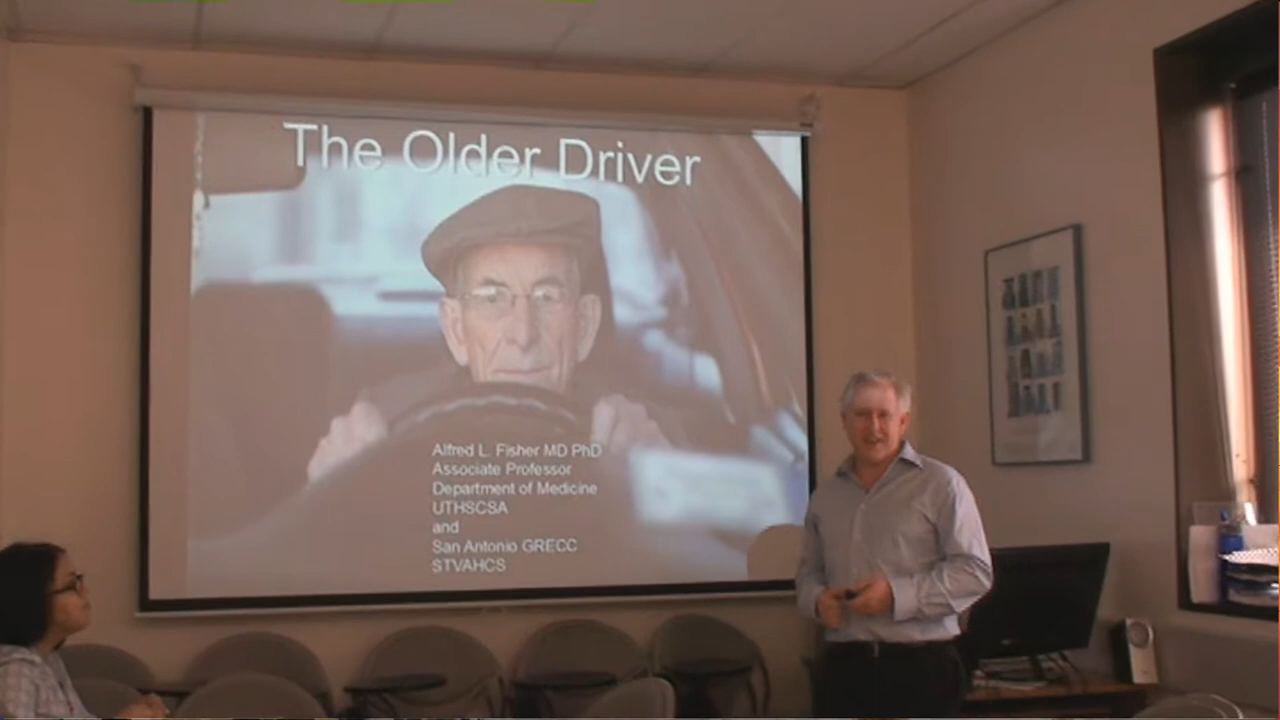 The Older Driver
Alfred L. Fisher MD PhD
Associate Professor
Department of Medicine
UTHSCSA
and
San Antonio GRECC
STVAHCS